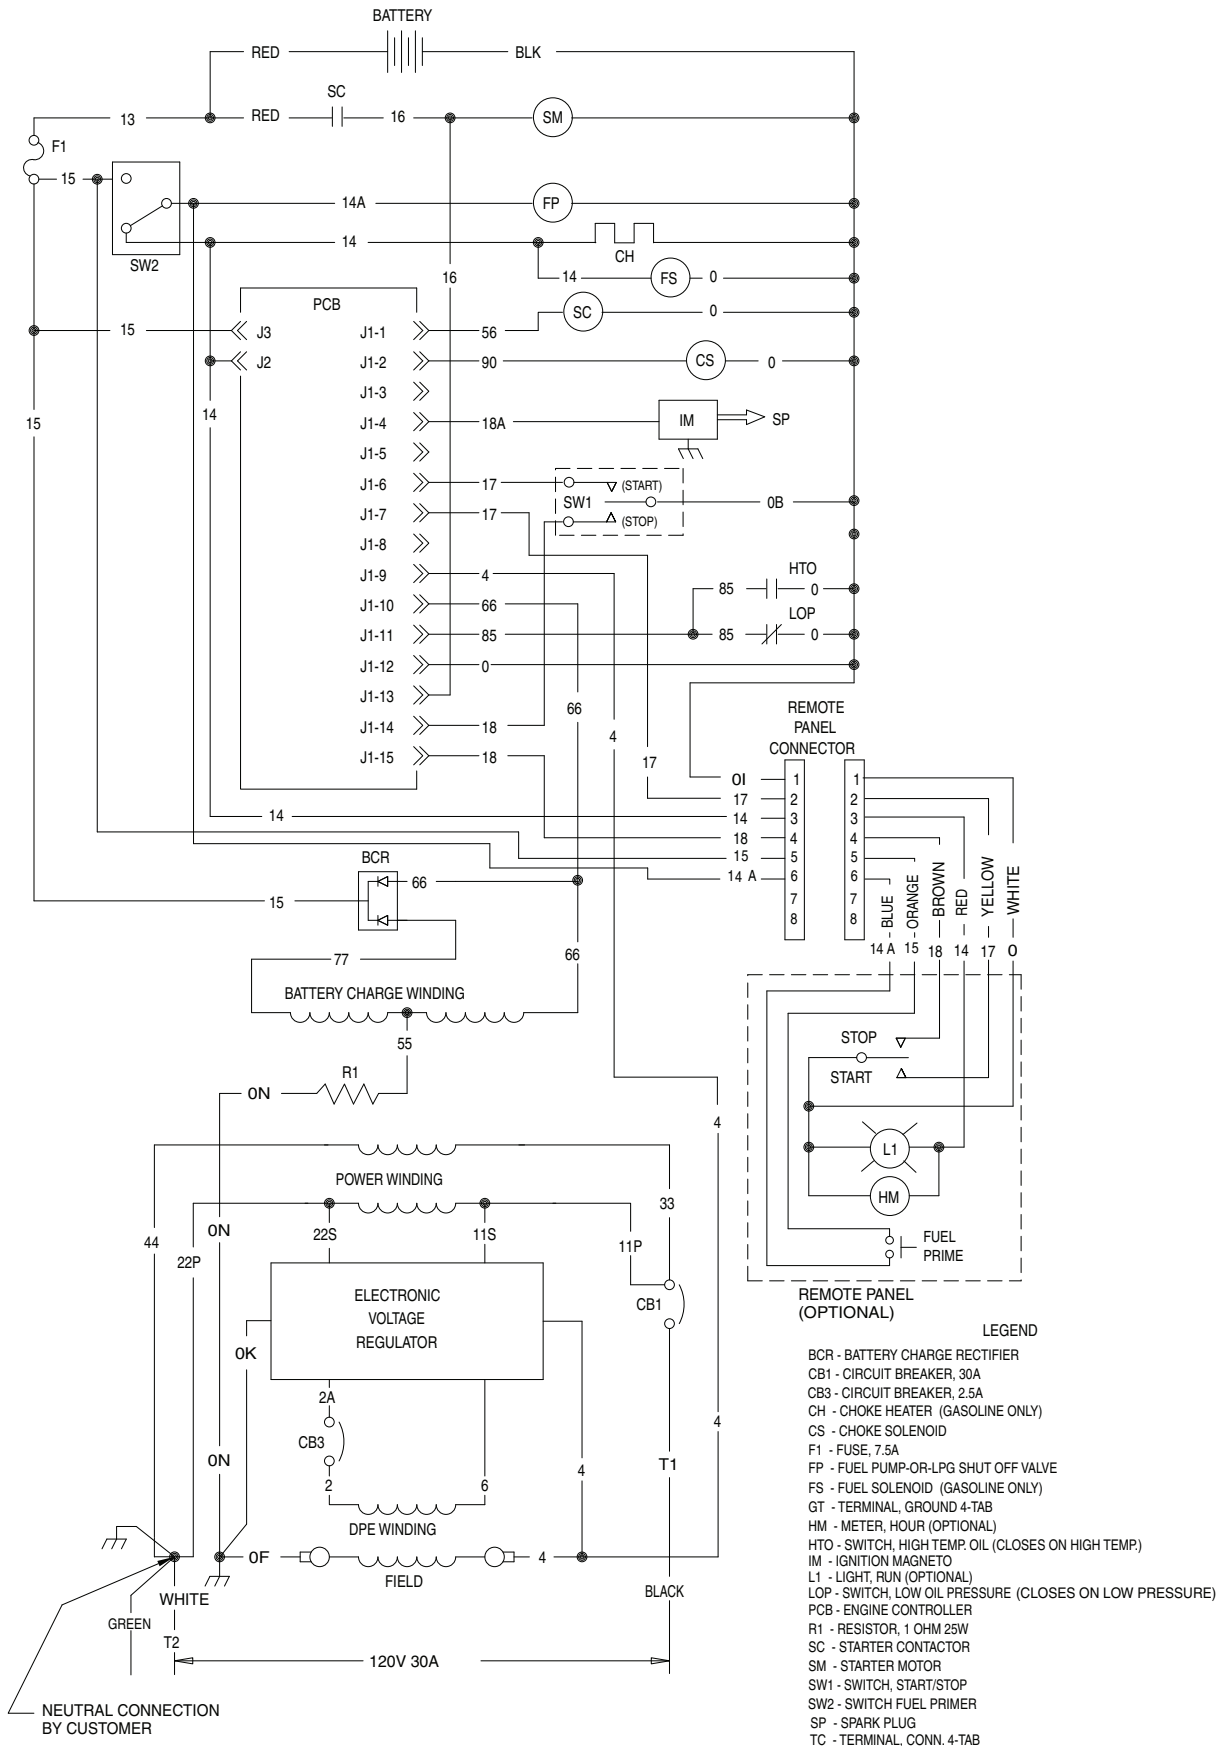 BATTERY
RED
BLK
SC
13
RED
16
SM
F1
15
14A
FP
14
CH
SW2
16
14
FS
0
PCB
SC
0
15
J3
J1-1
56
J2
J1-2
90
CS
0
J1-3
14
15
J1-4
18A
IM
SP
J1-5
J1-6
17
(START)
SW1
0B
J1-7
17
(STOP)
J1-8
HTO
J1-9
4
85
0
J1-10
66
LOP
J1-11
85
85
0
J1-12
0
J1-13
66
REMOTE
PANEL
CONNECTOR
J1-14
18
4
J1-15
18
17
0I
1
1
17
2
2
14
14
3
3
18
4
4
15
5
5
14 A
6
6
7
7
8
8
BCR
66
15
BLUE
ORANGE
BROWN
RED
YELLOW
WHITE
14 A
15
18
14
17
0
77
66
BATTERY CHARGE WINDING
55
STOP
START
R1
0N
4
L1
POWER WINDING
HM
33
0N
22S
11S
44
22P
11P
FUEL
PRIME
ELECTRONIC
VOLTAGE
REGULATOR
CB1
REMOTE PANEL
(OPTIONAL)
0K
2A
CB3
4
0N
T1
2
6
4
DPE WINDING
0F
4
FIELD
WHITE
BLACK
GREEN
T2
120V 30A
NEUTRAL CONNECTION
BY CUSTOMER
LEGEND
BCR - BATTERY CHARGE RECTIFIER
CB1 - CIRCUIT BREAKER, 30A
CB3 - CIRCUIT BREAKER, 2.5A
CH - CHOKE HEATER (GASOLINE ONLY)
CS - CHOKE SOLENOID
F1 - FUSE, 7.5A
FP - FUEL PUMP-OR-LPG SHUT OFF VALVE
FS - FUEL SOLENOID (GASOLINE ONLY)
GT - TERMINAL, GROUND 4-TAB
HM - METER, HOUR (OPTIONAL)
HTO - SWITCH, HIGH TEMP. OIL (CLOSES ON HIGH TEMP.)
IM - IGNITION MAGNETO
L1 - LIGHT, RUN (OPTIONAL)
LOP - SWITCH, LOW OIL PRESSURE (CLOSES ON LOW PRESSURE)
PCB - ENGINE CONTROLLER
R1 - RESISTOR, 1 OHM 25W
SC - STARTER CONTACTOR
SM - STARTER MOTOR
SW1 - SWITCH, START/STOP
SW2 - SWITCH FUEL PRIMER
SP - SPARK PLUG
TC - TERMINAL, CONN. 4-TAB